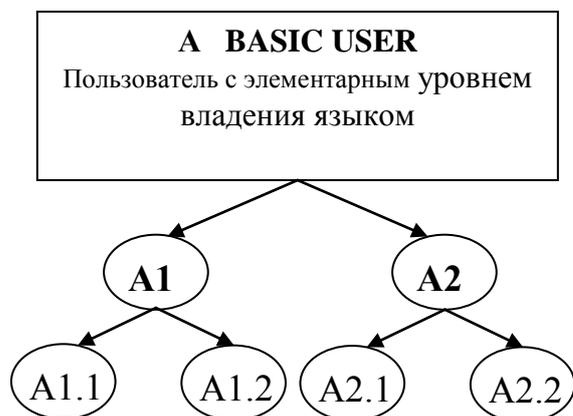 A BASIC USER
Пользователь с элементарным уровнем
владения языком
A1 A2
A1.1 A1.2 A2.1 A2.2